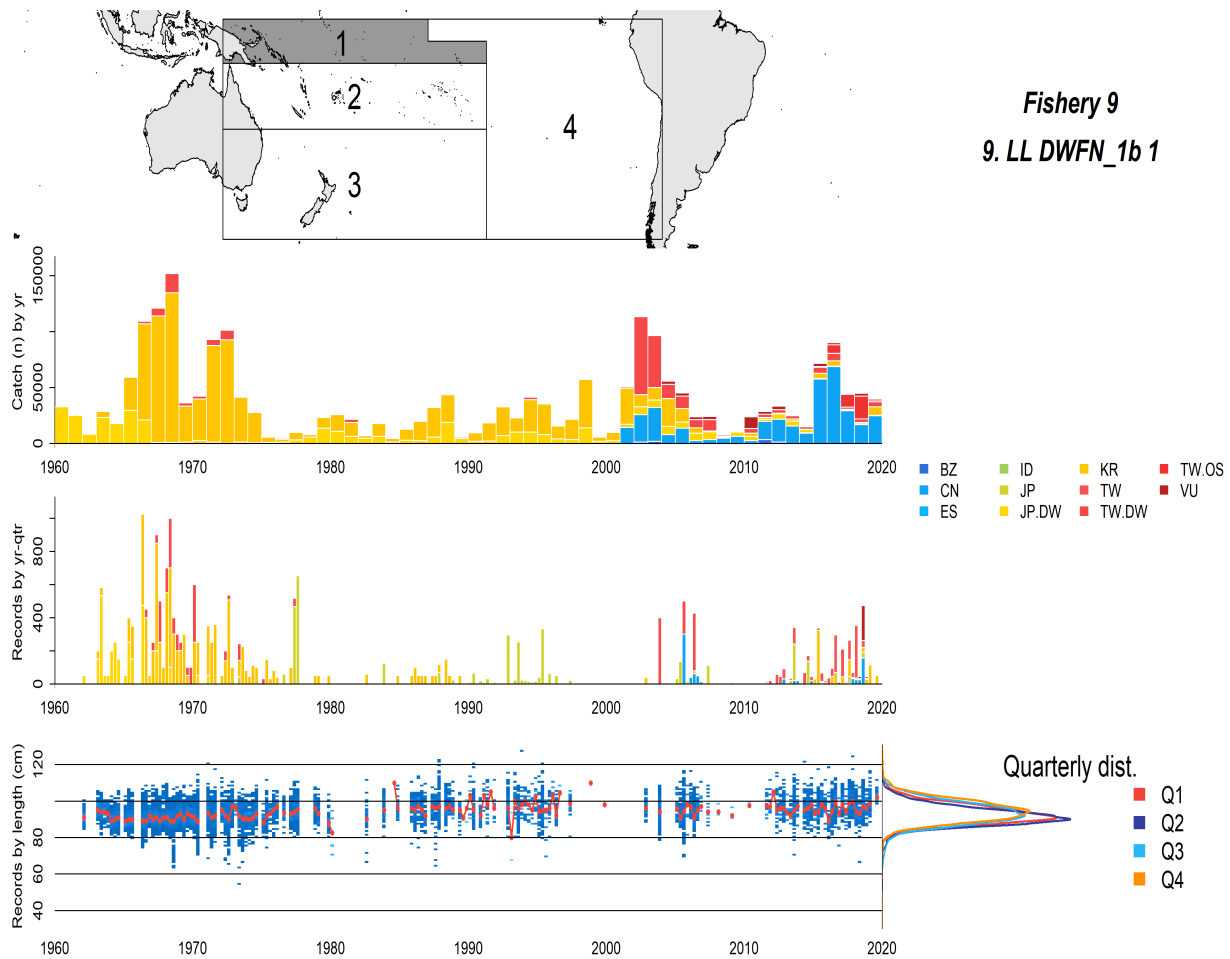 1
2
3
4
Fishery 9
9. LL DWFN_1b 1
Catch (n) by yr
0 50000 150000
1960 1970 1980 1990 2000 2010 2020
BZ ID KR TW.OS
CN JP TW VU
ES JP.DW TW.DW
Records by yr-qtr
0 400 800
1960 1970 1980 1990 2000 2010 2020
Records by length (cm)
40 60 80 120
1960 1970 1980 1990 2000 2010 2020
Quarterly dist.
Q1
Q2
Q3
Q4